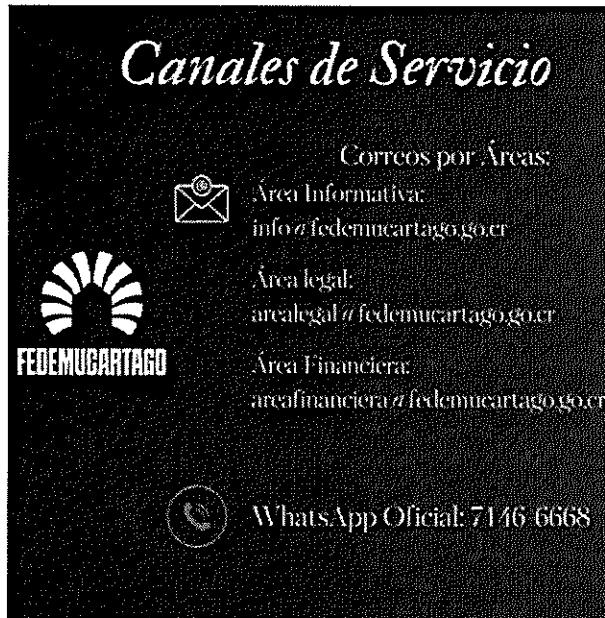 Canales de Servicio
Correos por Áreas:
Área Informativa:
info@fedemucartago.go.cr
Área legal:
arealegal@fedemucartago.go.cr
FEDEMUCARTAGO
Área Financiera:
areafinanciera@fedemucartago.go.cr
WhatsApp Oficial: 7146-6668